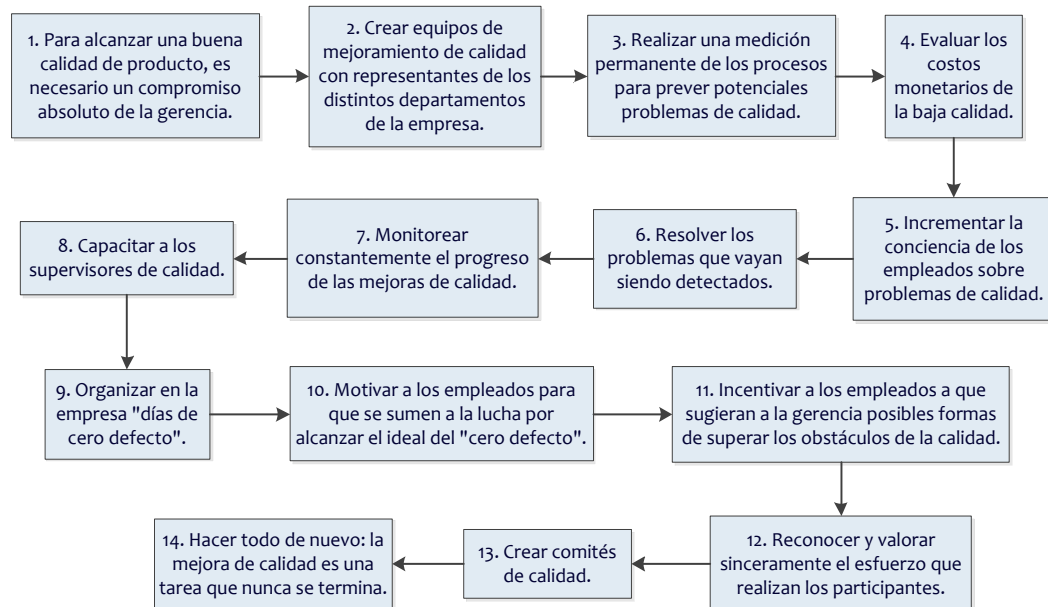 1. Para alcanzar una buena
calidad de producto, es
necesario un compromiso
absoluto de la gerencia.
2. Crear equipos de
mejoramiento de calidad
con representantes de los
distintos departamentos
de la empresa.
3. Realizar una medición
permanente de los procesos
para prever potenciales
problemas de calidad.
4. Evaluar los
costos
monetarios de
la baja calidad.
5. Incrementar la
conciencia de los
empleados sobre
problemas de calidad.
6. Resolver los
problemas que vayan
siendo detectados.
7. Monitorear
constantemente el progreso
de las mejoras de calidad.
8. Capacitar a los
supervisores de calidad.
9. Organizar en la
empresa "días de
cero defecto".
10. Motivar a los empleados para
que se sumen a la lucha por
alcanzar el ideal del "cero defecto".
11. Incentivar a los empleados a que
sugieran a la gerencia posibles formas
de superar los obstáculos de la calidad.
12. Reconocer y valorar
sinceramente el esfuerzo que
realizan los participantes.
13. Crear comités
de calidad.
14. Hacer todo de nuevo: la
mejora de calidad es una
tarea que nunca se termina.